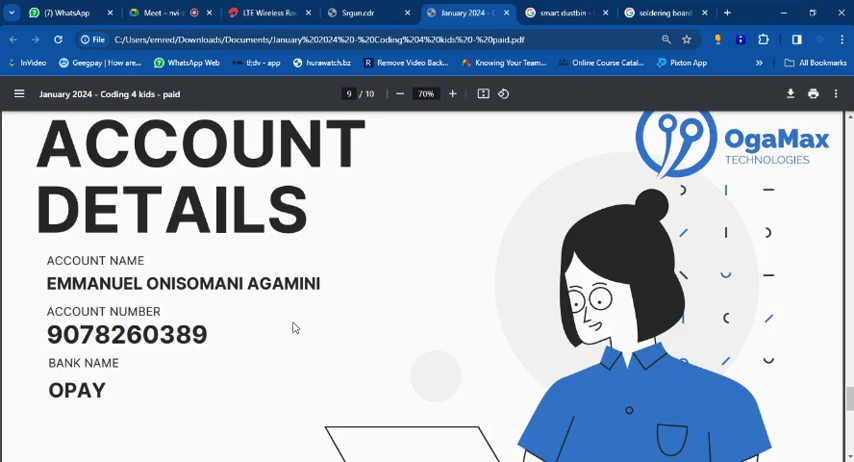 (7) WhatsApp
Meet – nvi-z
LTE Wireless Ro
Srgun.cdr
January 2024 - C
smart dustbin -
soldering board
File
C:/Users/emred/Downloads/Documents/January%202024%20-%20Coding%204%20kids%20-%20paid.pdf
InVideo
Geegpay | How are...
WhatsApp Web
tl;dv - app
hurawatch.bz
Remove Video Back...
Knowing Your Team...
Online Course Catal...
Pixton App
All Bookmarks
January 2024 - Coding 4 kids - paid
9 / 10
70%
ACCOUNT
DETAILS
OgaMax
TECHNOLOGIES
ACCOUNT NAME
EMMANUEL ONISOMANI AGAMINI
ACCOUNT NUMBER
9078260389
BANK NAME
OPAY